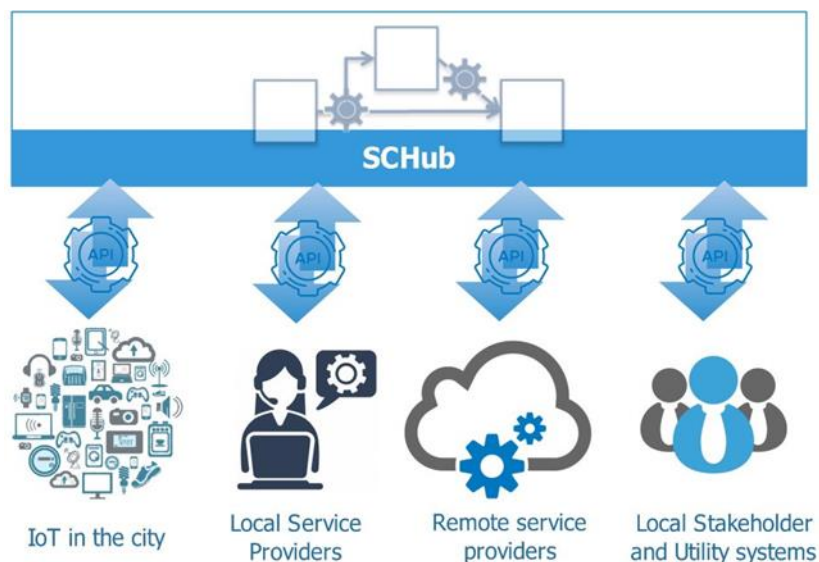 SCHub
API
API
API
API
IoT in the city
Local Service
Providers
Remote service
providers
Local Stakeholder
and Utility systems